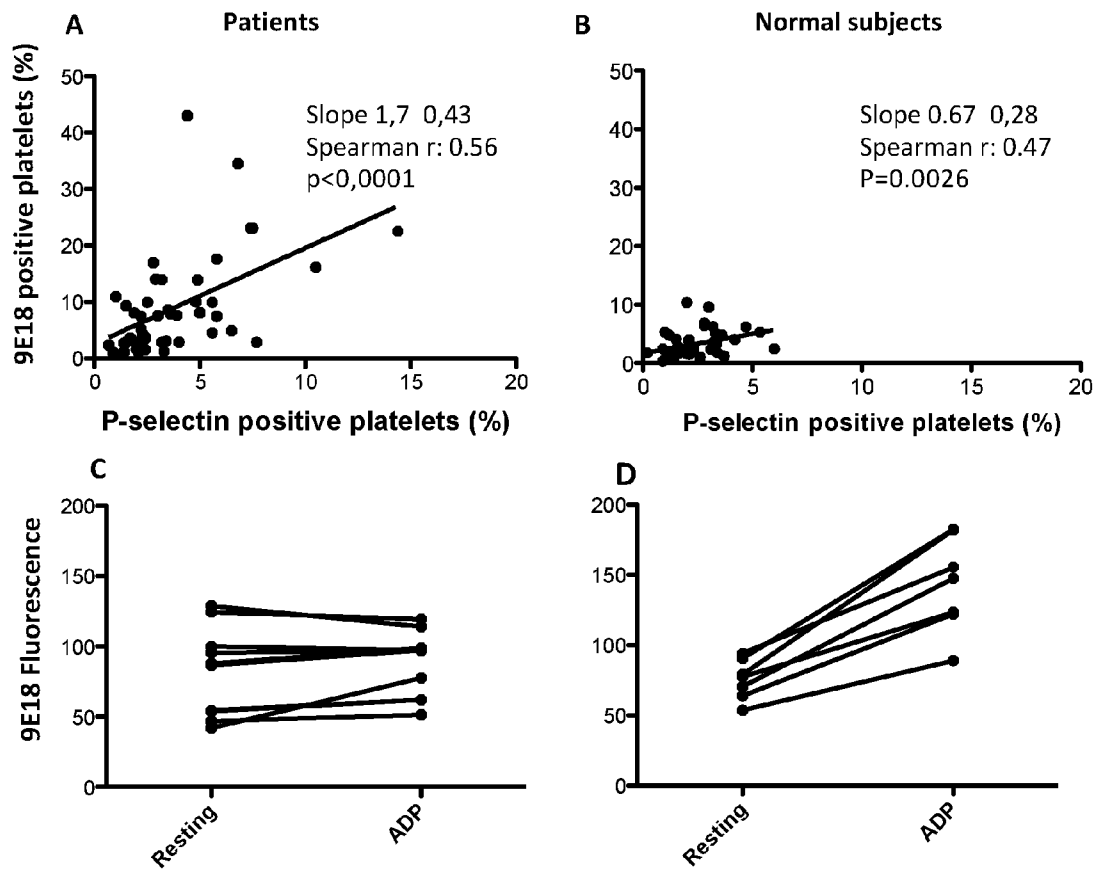 A Patients
9E18 positive platelets (%)
50
40
30
20
10
0
Slope 1,7 0,43
Spearman r: 0.56
p<0,0001
0 5 10 15 20
P-selectin positive platelets (%)
B Normal subjects
50
40
30
20
10
0
Slope 0.67 0,28
Spearman r: 0.47
P=0.0026
0 5 10 15 20
P-selectin positive platelets (%)
C
9E18 Fluorescence
200
150
100
50
0
Resting ADP
D
200
150
100
50
0
Resting ADP